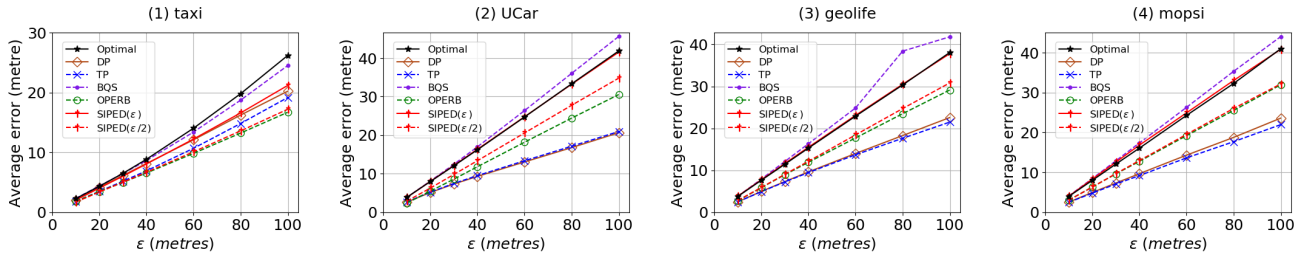 (1) taxi
Average error (metre)
30
20
10
0
0
20
40
60
80
100
ε (metres)
Optimal
DP
TP
BQS
OPERB
SIPED(ε )
SIPED(ε/2)
(2) UCar
Average error (metre)
40
30
20
10
0
0
20
40
60
80
100
ε (metres)
Optimal
DP
TP
BQS
OPERB
SIPED(ε )
SIPED(ε/2)
(3) geolife
Average error (metre)
40
30
20
10
0
0
20
40
60
80
100
ε (metres)
Optimal
DP
TP
BQS
OPERB
SIPED(ε )
SIPED(ε/2)
(4) mopsi
Average error (metre)
40
30
20
10
0
0
20
40
60
80
100
ε (metres)
Optimal
DP
TP
BQS
OPERB
SIPED(ε )
SIPED(ε/2)